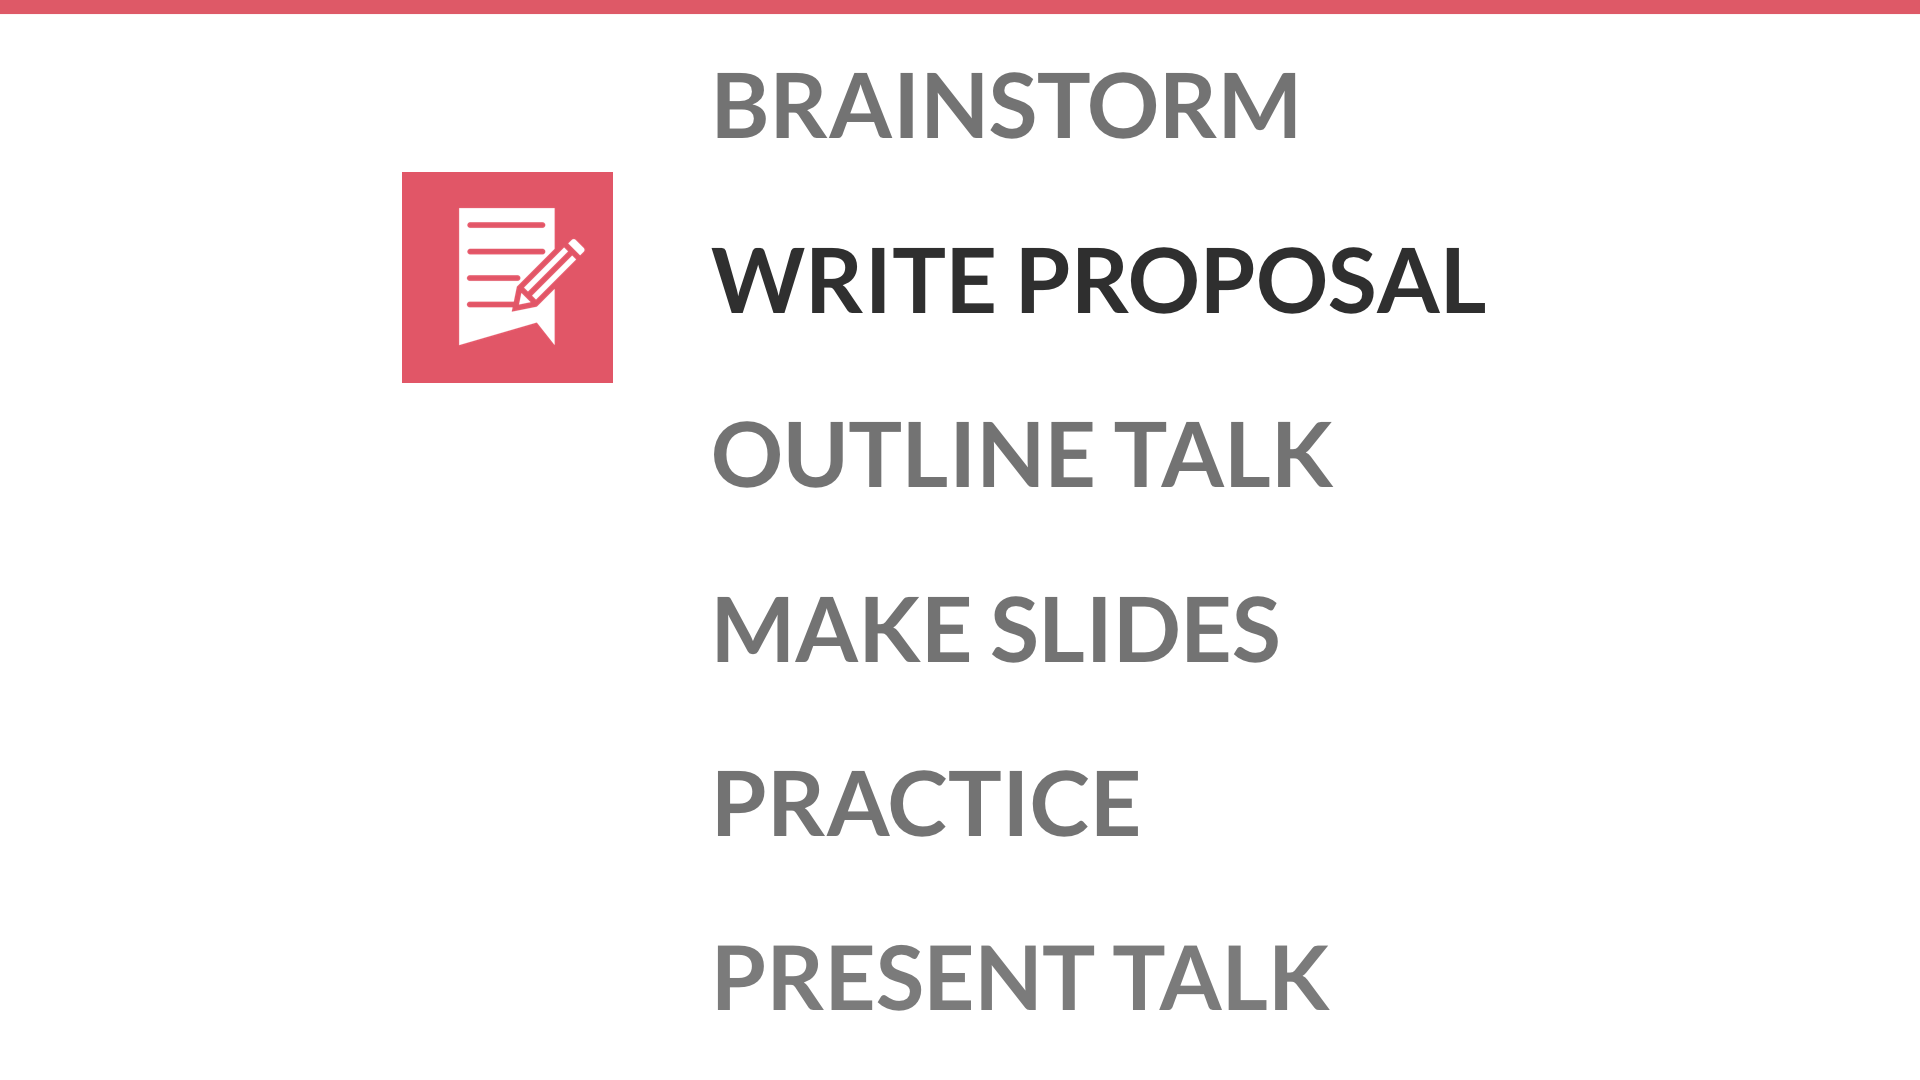 BRAINSTORM
WRITE PROPOSAL
OUTLINE TALK
MAKE SLIDES
PRACTICE
PRESENT TALK